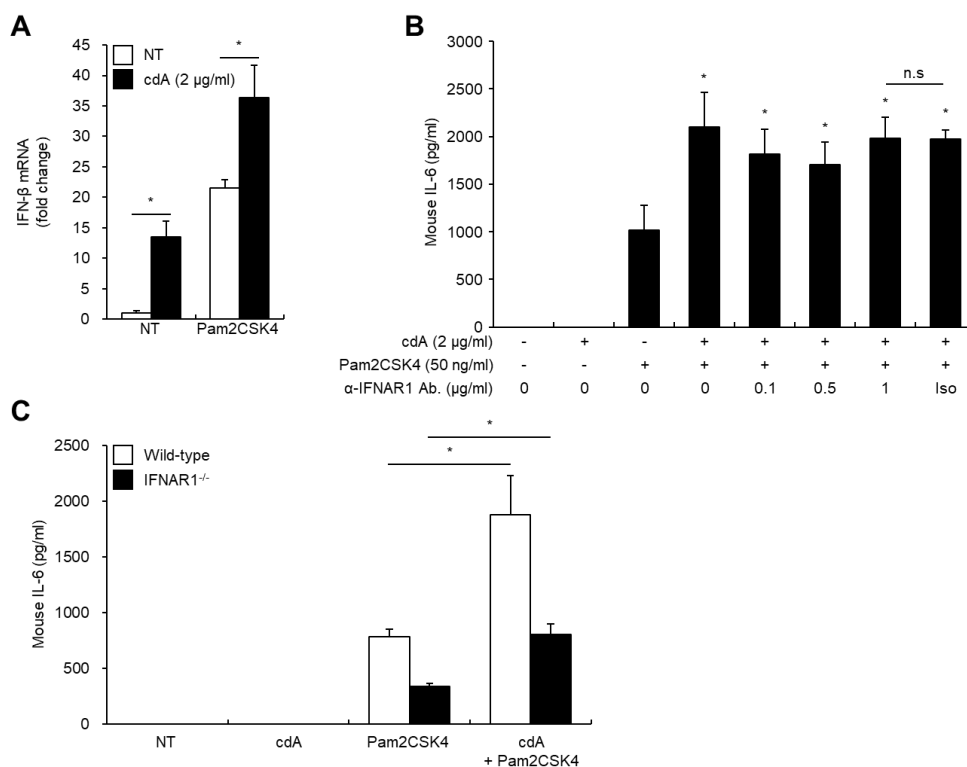 A
IFN-β mRNA
(fold change)
45
40
35
30
25
20
15
10
5
0
NT
cdA (2 μg/ml)
*
*
NT
Pam2CSK4
B
Mouse IL-6 (pg/ml)
3000
2500
2000
1500
1000
500
0
n.s
* * * * *
cdA (2 μg/ml) - + - + + + + +
Pam2CSK4 (50 ng/ml) - - + + + + + +
α-IFNAR1 Ab. (μg/ml) 0 0 0 0 0.1 0.5 1 Iso
C
Mouse IL-6 (pg/ml)
2500
2000
1500
1000
500
0
Wild-type
IFNAR1-/-
*
*
NT
cdA
Pam2CSK4
cdA
+ Pam2CSK4